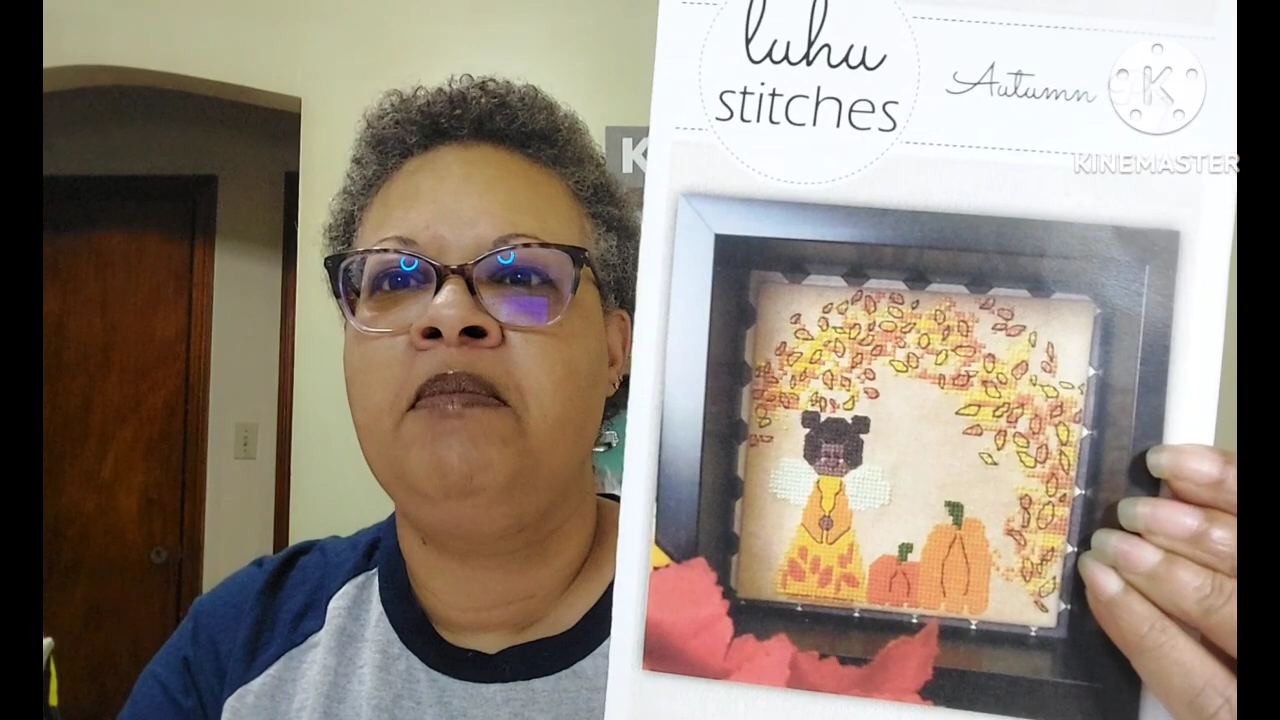 luhu
stitches
Autumn
K
KINEMASTER
K